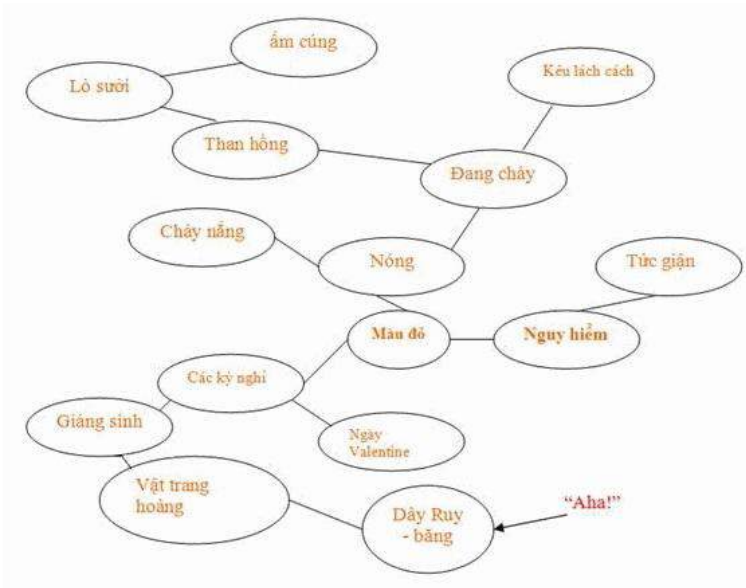 ấm cúng
Kêu lách cách
Lò sưởi
Than hồng
Đang cháy
Cháy nắng
Nóng
Tức giận
Màu đỏ
Nguy hiểm
Các kỳ nghỉ
Giáng sinh
Ngày
Valentine
Vật trang
hoàng
"Aha!"
Dây Ruy
- băng